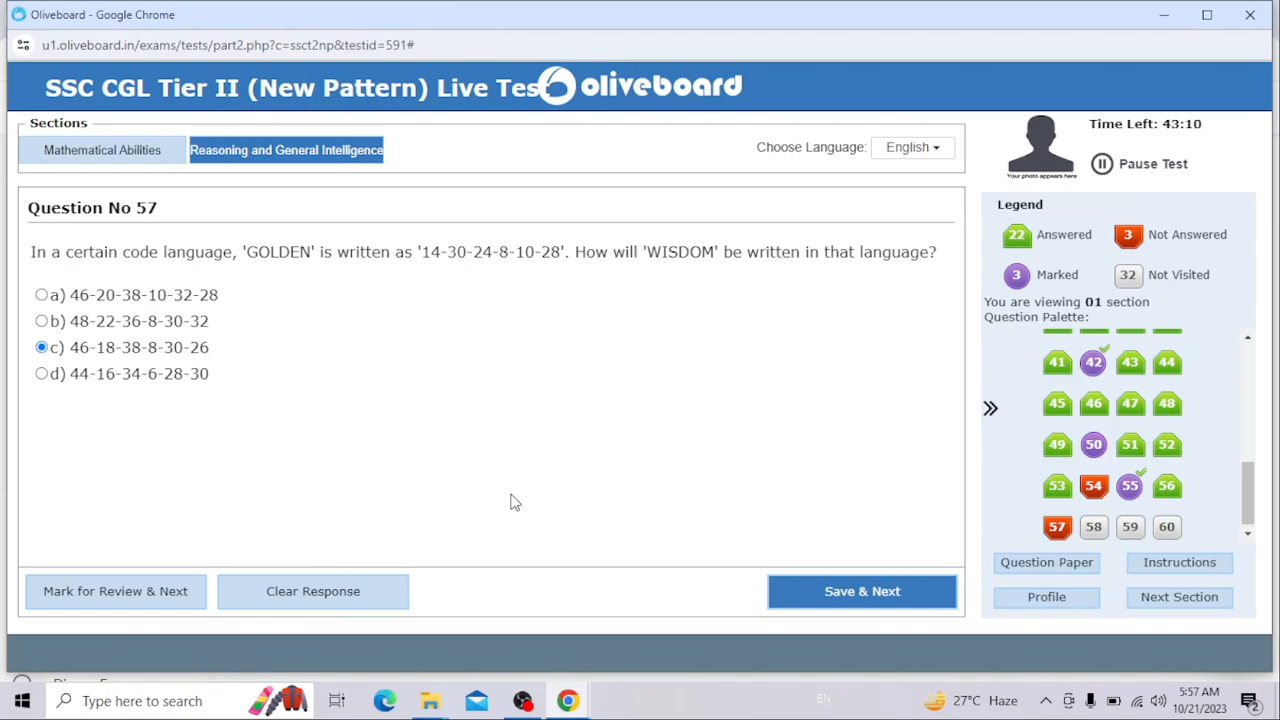 Oliveboard - Google Chrome
u1.oliveboard.in/exams/tests/part2.php?c=ssct2np&testid=591#
SSC CGL Tier II (New Pattern) Live Tes
oliveboard
Sections
Mathematical Abilities
Reasoning and General Intelligence
Choose Language: English
Your photo appears here
Time Left: 43:10
Pause Test
Question No 57
In a certain code language, 'GOLDEN' is written as '14-30-24-8-10-28'. How will 'WISDOM' be written in that language?
a) 46-20-38-10-32-28
b) 48-22-36-8-30-32
c) 46-18-38-8-30-26
d) 44-16-34-6-28-30
Mark for Review & Next
Clear Response
Save & Next
Legend
22 Answered
3 Not Answered
3 Marked
32 Not Visited
You are viewing 01 section
Question Palette:
41 42 43 44
45 46 47 48
49 50 51 52
53 54 55 56
57 58 59 60
Question Paper
Instructions
Profile
Next Section
Type here to search
EN
27°C Haze
5:57 AM
10/21/2023
2